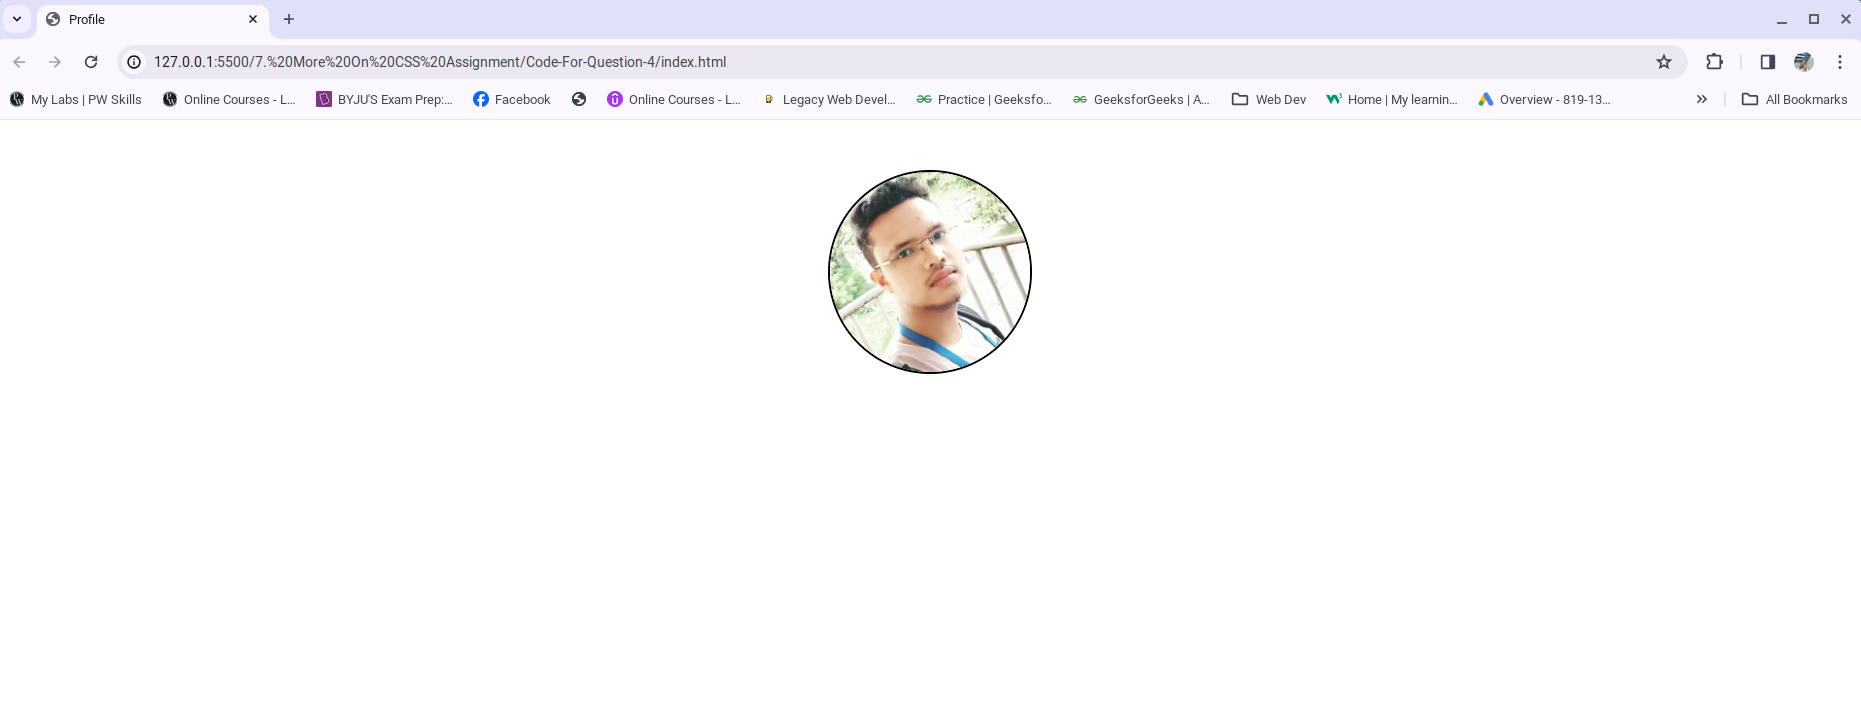 Profile
127.0.0.1:5500/7.%20More%20On%20CSS%20Assignment/Code-For-Question-4/index.html
My Labs | PW Skills Online Courses - L... BYJU'S Exam Prep:... Facebook Online Courses - L... Legacy Web Devel... Practice | Geeksfo... GeeksforGeeks | A... Web Dev Home | My learnin... Overview - 819-13... All Bookmarks